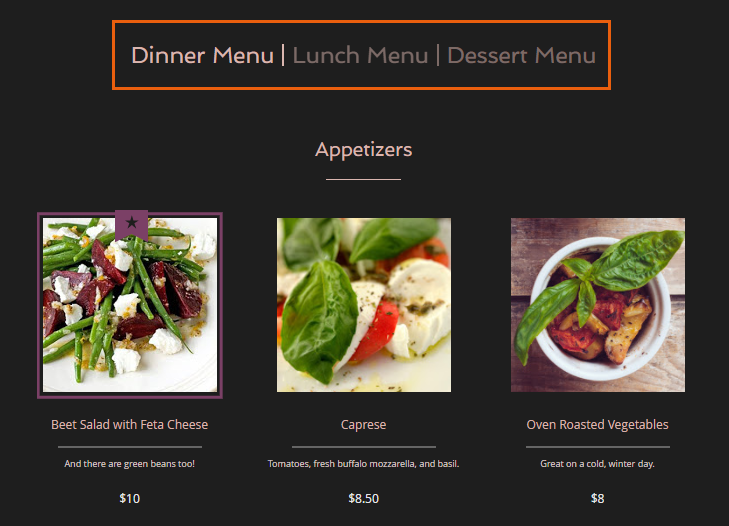 Dinner Menu | Lunch Menu | Dessert Menu
Appetizers
Beet Salad with Feta Cheese
And there are green beans too!
$10
Caprese
Tomatoes, fresh buffalo mozzarella, and basil.
$8.50
Oven Roasted Vegetables
Great on a cold, winter day.
$8